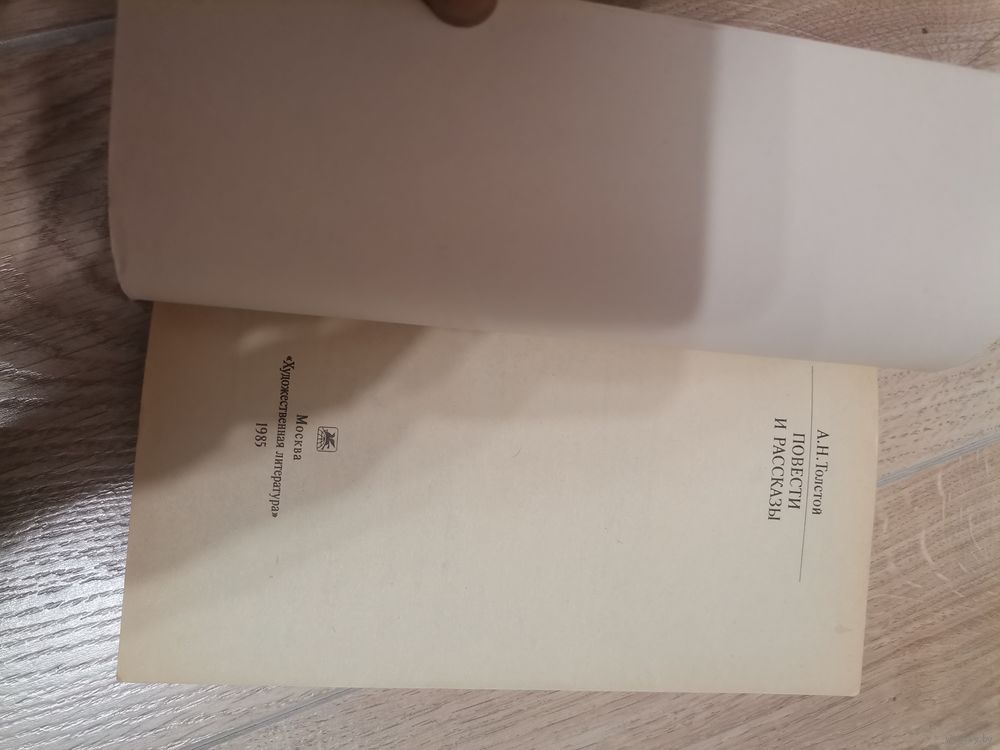 А.Н.Толстой
ПОВЕСТИ
И РАССКАЗЫ
Москва
«Художественная литература»
1985